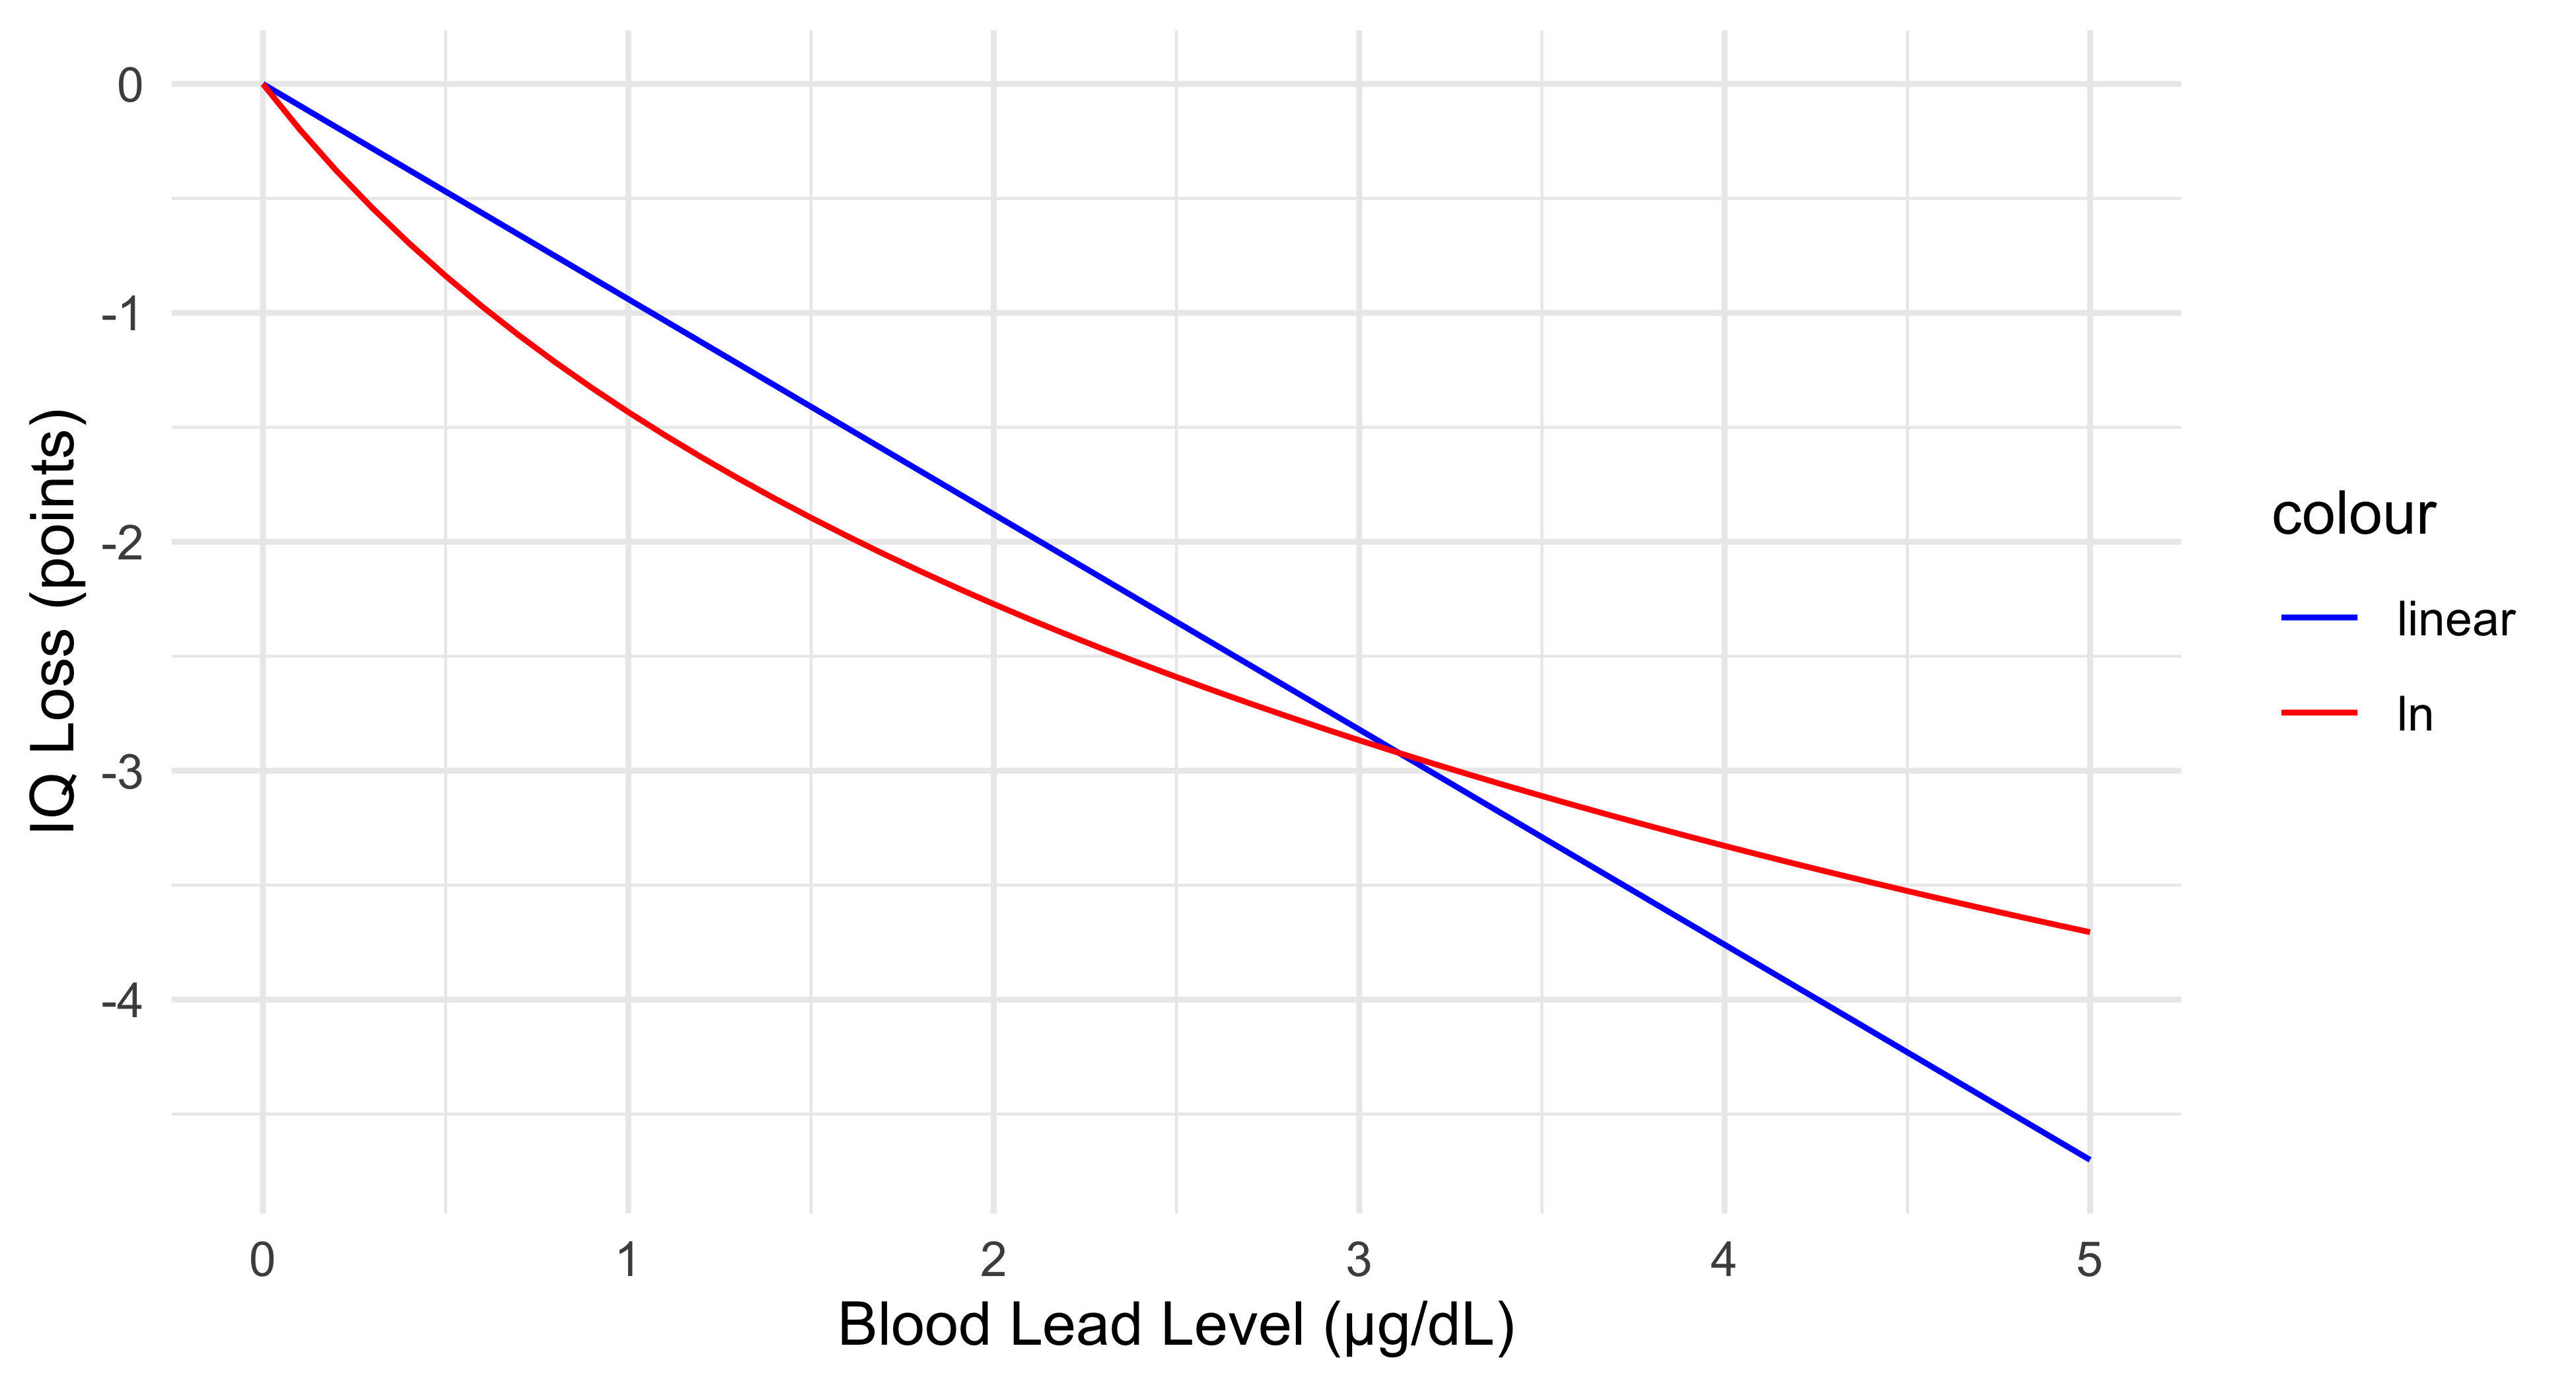 0
-1
-2
-3
-4
IQ Loss (points)
0 1 2 3 4 5
Blood Lead Level (µg/dL)
colour
linear
ln